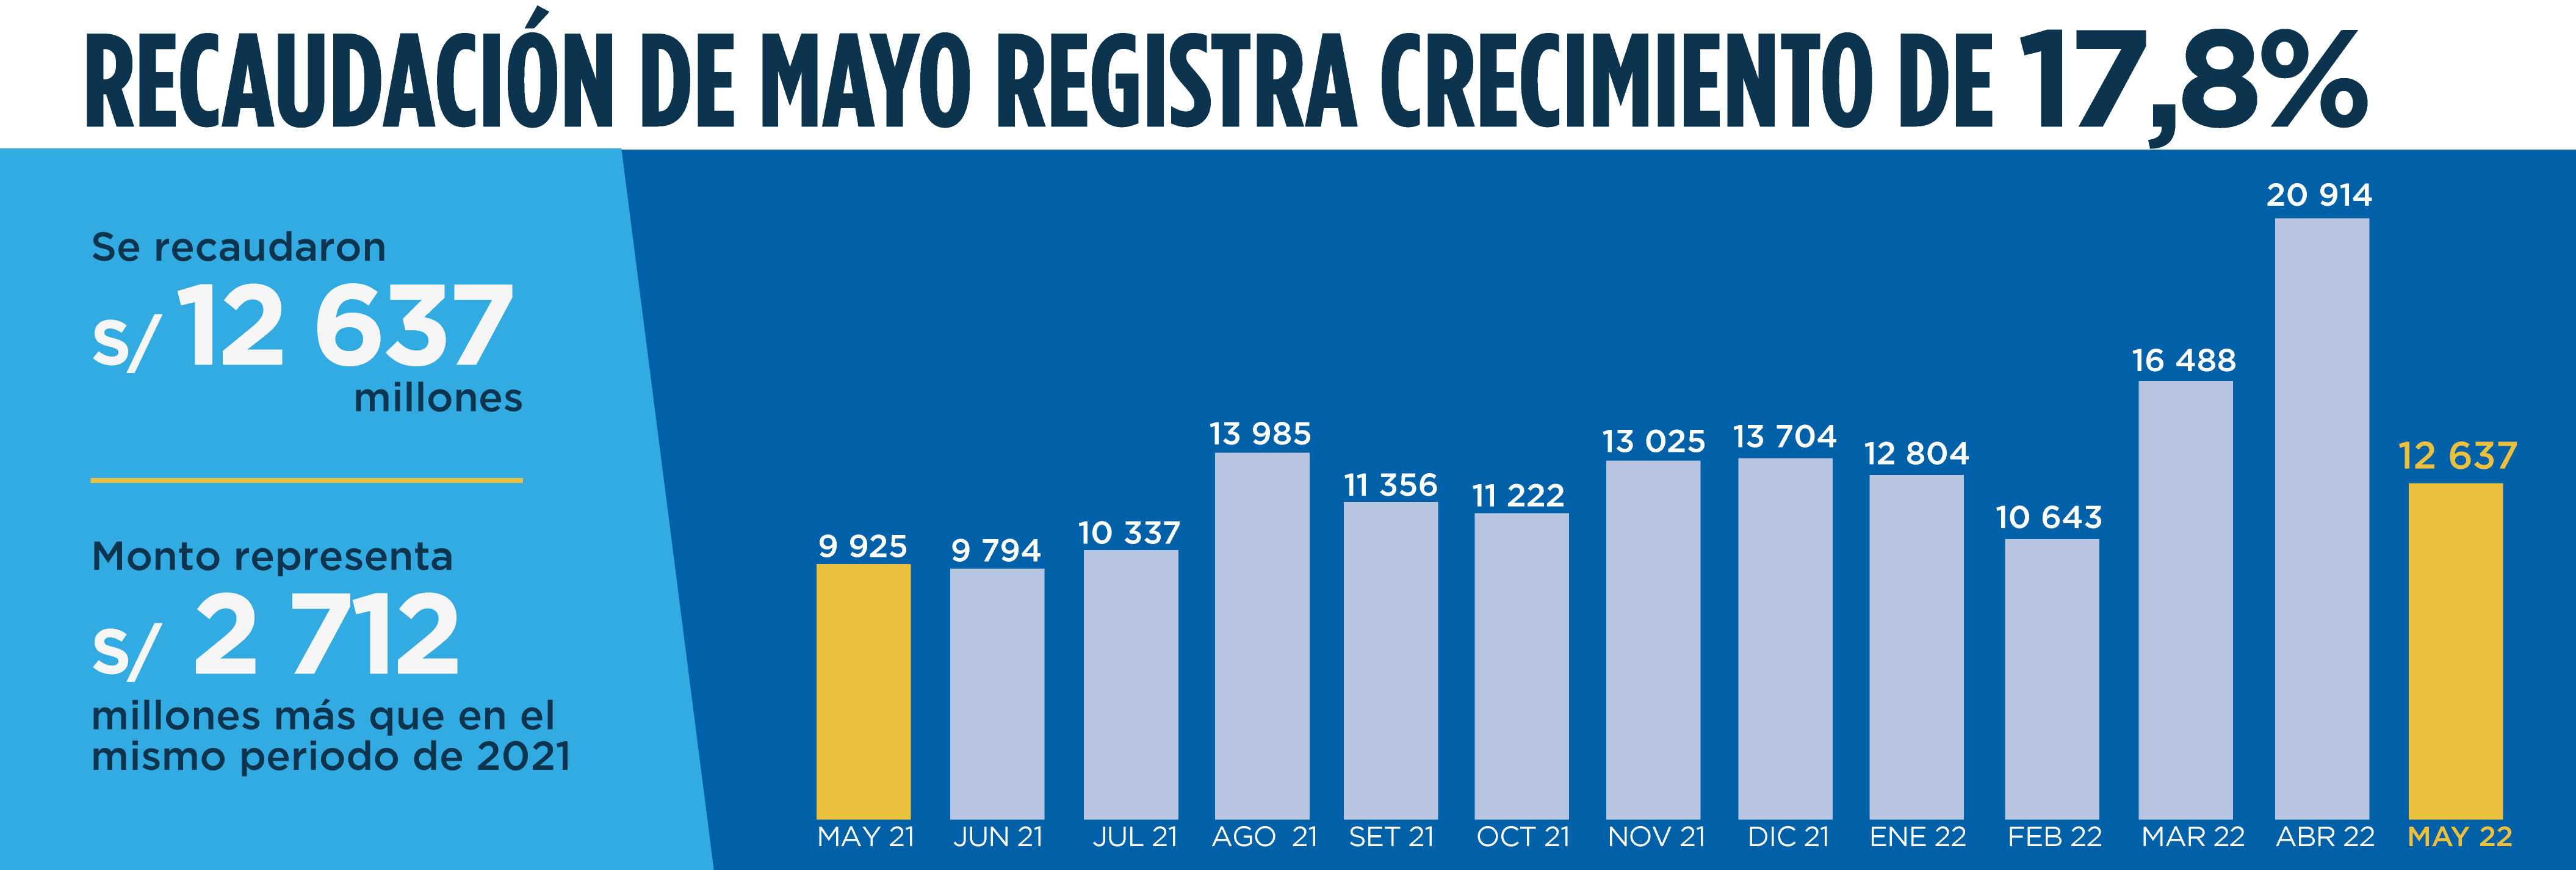 RECAUDACIÓN DE MAYO REGISTRA CRECIMIENTO DE 17,8%
Se recaudaron
S/ 12 637
millones
Monto representa
S/ 2 712
millones más que en el
mismo periodo de 2021
9 925
9 794
10 337
13 985
11 356
11 222
13 025
13 704
12 804
10 643
16 488
20 914
12 637
MAY 21
JUN 21
JUL 21
AGO 21
SET 21
OCT 21
NOV 21
DIC 21
ENE 22
FEB 22
MAR 22
ABR 22
MAY 22